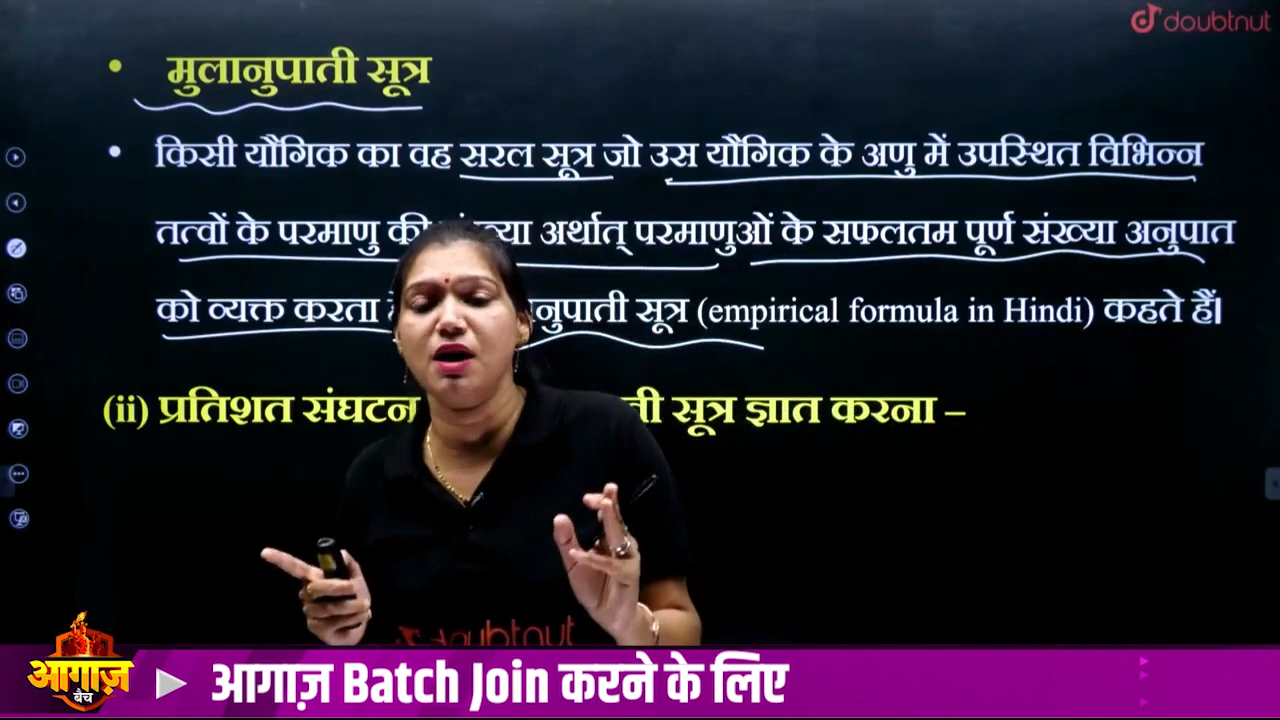 doubtnut
• मुलानुपाती सूत्र
• किसी यौगिक का वह सरल सूत्र जो उस यौगिक के अणु में उपस्थित विभिन्न
तत्वों के परमाणु की अर्थात् परमाणुओं के सफलतम पूर्ण संख्या अनुपात
को व्यक्त करता सूत्र (empirical formula in Hindi) कहते हैं।
(ii) प्रतिशत संघटन सूत्र ज्ञात करना –
doubtnut
आगाज़
बैच
आगाज़ Batch Join करने के लिए